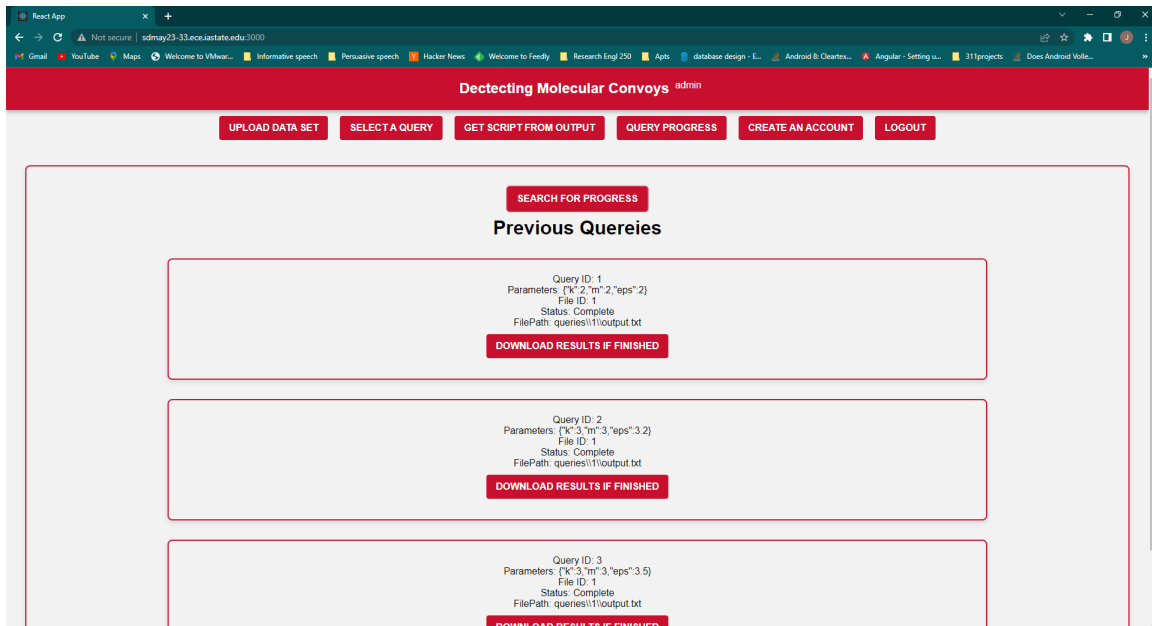 React App
Not secure | sdmay23-33.ece.iastate.edu:3000
Gmail YouTube Maps Welcome to VMwar... Informative speech Persuasive speech Hacker News Welcome to Feedly Research Engl 250 Apts database design - E... Android & Cleartex... Angular - Setting u... 311projects Does Android Volle... »
Dectecting Molecular Convoys admin
UPLOAD DATA SET SELECT A QUERY GET SCRIPT FROM OUTPUT QUERY PROGRESS CREATE AN ACCOUNT LOGOUT
SEARCH FOR PROGRESS
Previous Quereies
Query ID: 1
Parameters: {"k":2,"m":2,"eps":2}
File ID: 1
Status: Complete
FilePath: queries\\1\\output.txt
DOWNLOAD RESULTS IF FINISHED
Query ID: 2
Parameters: {"k":3,"m":3,"eps":3.2}
File ID: 1
Status: Complete
FilePath: queries\\1\\output.txt
DOWNLOAD RESULTS IF FINISHED
Query ID: 3
Parameters: {"k":3,"m":3,"eps":3.5}
File ID: 1
Status: Complete
FilePath: queries\\1\\output.txt
DOWNLOAD RESULTS IF FINISHED